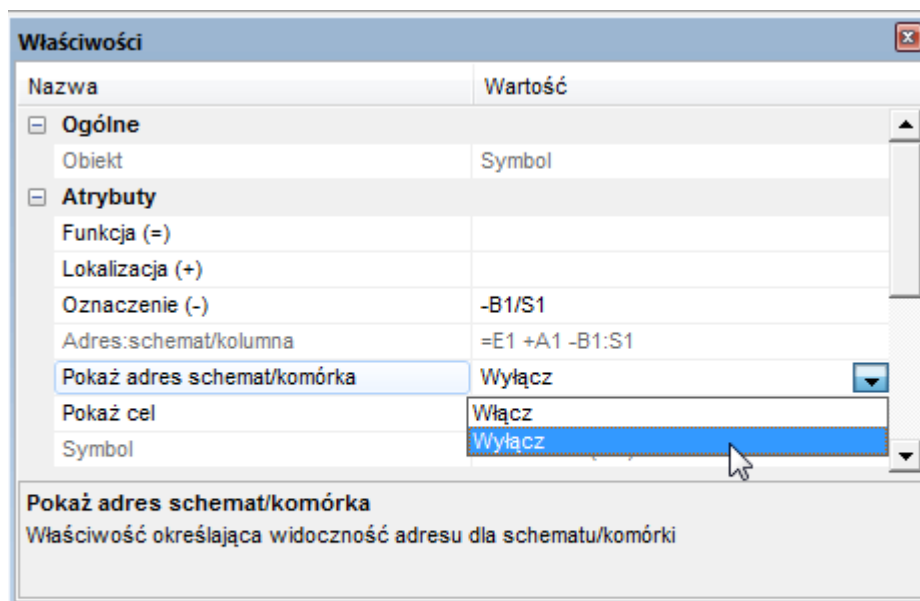 Właściwości
Nazwa Wartość
Ogólne
Obiekt Symbol
Atrybuty
Funkcja (=)
Lokalizacja (+)
Oznaczenie (-) -B1/S1
Adres:schemat/kolumna =E1 +A1 -B1:S1
Pokaż adres schemat/komórka Wyłącz
Pokaż cel Włącz
Symbol Wyłącz
Pokaż adres schemat/komórka
Właściwość określająca widoczność adresu dla schematu/komórki